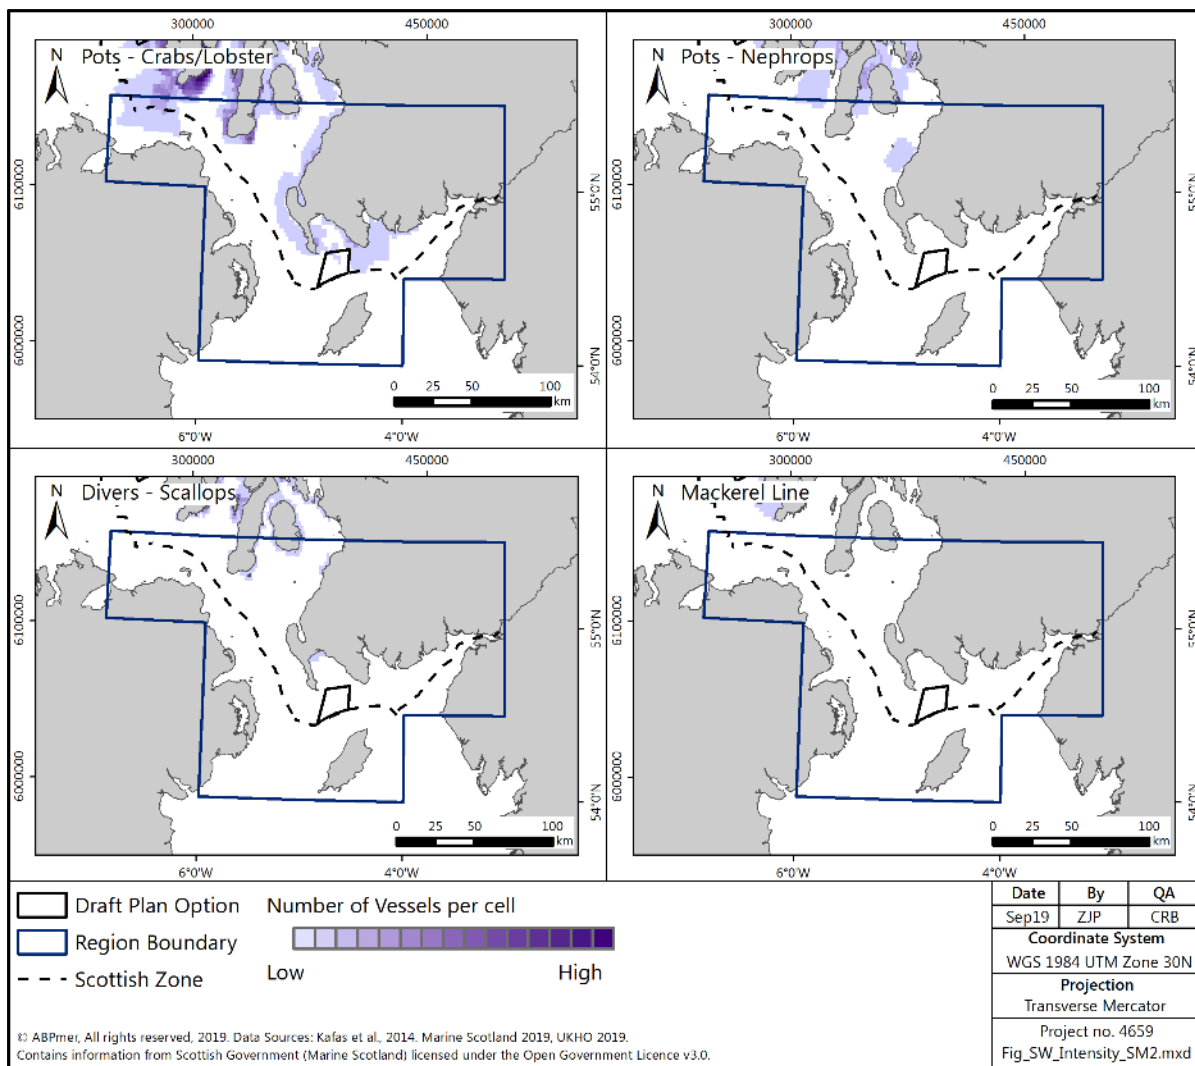 300000 450000
300000 450000
N
Pots - Crabs/Lobster
N
Pots - Nephrops
6100000
55°0'N
6100000
55°0'N
6000000
54°0'N
6000000
54°0'N
0 25 50 100
km
0 25 50 100
km
6°0'W 4°0'W
6°0'W 4°0'W
300000 450000
300000 450000
N
Divers - Scallops
N
Mackerel Line
6100000
55°0'N
6100000
55°0'N
6000000
54°0'N
6000000
54°0'N
0 25 50 100
km
0 25 50 100
km
6°0'W 4°0'W
6°0'W 4°0'W
Draft Plan Option
Region Boundary
Scottish Zone
Number of Vessels per cell
Low High
Date By QA
Sep19 ZJP CRB
Coordinate System
WGS 1984 UTM Zone 30N
Projection
Transverse Mercator
Project no. 4659
Fig_SW_Intensity_SM2.mxd
© ABPmer, All rights reserved, 2019. Data Sources: Kafas et al., 2014. Marine Scotland 2019, UKHO 2019.
Contains information from Scottish Government (Marine Scotland) licensed under the Open Government Licence v3.0.